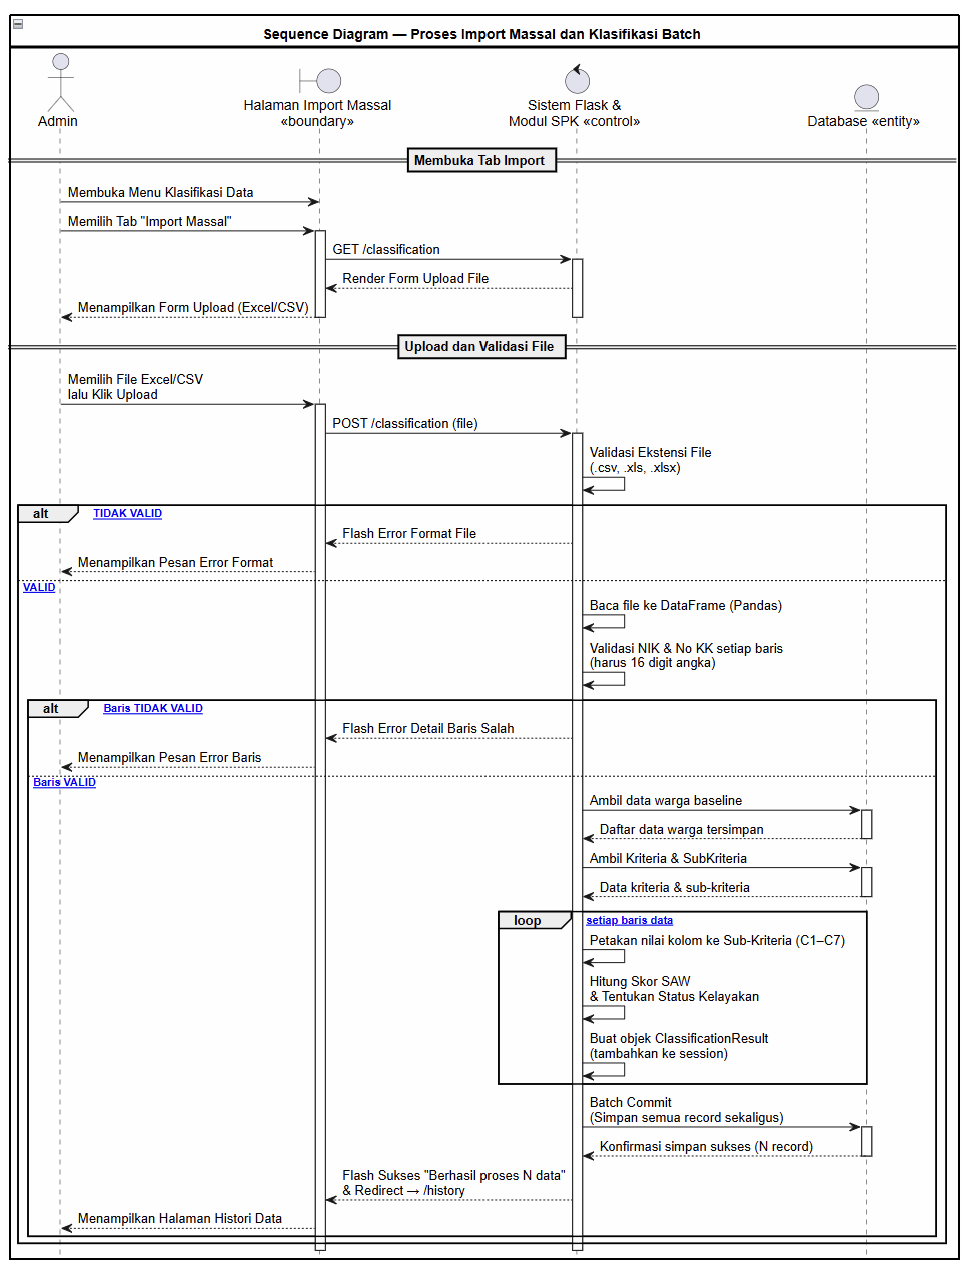 Sequence Diagram — Proses Import Massal dan Klasifikasi Batch
Admin
Halaman Import Massal
«boundary»
Sistem Flask &
Modul SPK «control»
Database «entity»
Membuka Tab Import
Membuka Menu Klasifikasi Data
Memilih Tab "Import Massal"
GET /classification
Render Form Upload File
Menampilkan Form Upload (Excel/CSV)
Upload dan Validasi File
Memilih File Excel/CSV
lalu Klik Upload
POST /classification (file)
Validasi Ekstensi File
(.csv, .xls, .xlsx)
alt
TIDAK VALID
Flash Error Format File
Menampilkan Pesan Error Format
VALID
Baca file ke DataFrame (Pandas)
Validasi NIK & No KK setiap baris
(harus 16 digit angka)
alt
Baris TIDAK VALID
Flash Error Detail Baris Salah
Menampilkan Pesan Error Baris
Baris VALID
Ambil data warga baseline
Daftar data warga tersimpan
Ambil Kriteria & SubKriteria
Data kriteria & sub-kriteria
loop
setiap baris data
Petakan nilai kolom ke Sub-Kriteria (C1–C7)
Hitung Skor SAW
& Tentukan Status Kelayakan
Buat objek ClassificationResult
(tambahkan ke session)
Batch Commit
(Simpan semua record sekaligus)
Konfirmasi simpan sukses (N record)
Flash Sukses "Berhasil proses N data"
& Redirect → /history
Menampilkan Halaman Histori Data